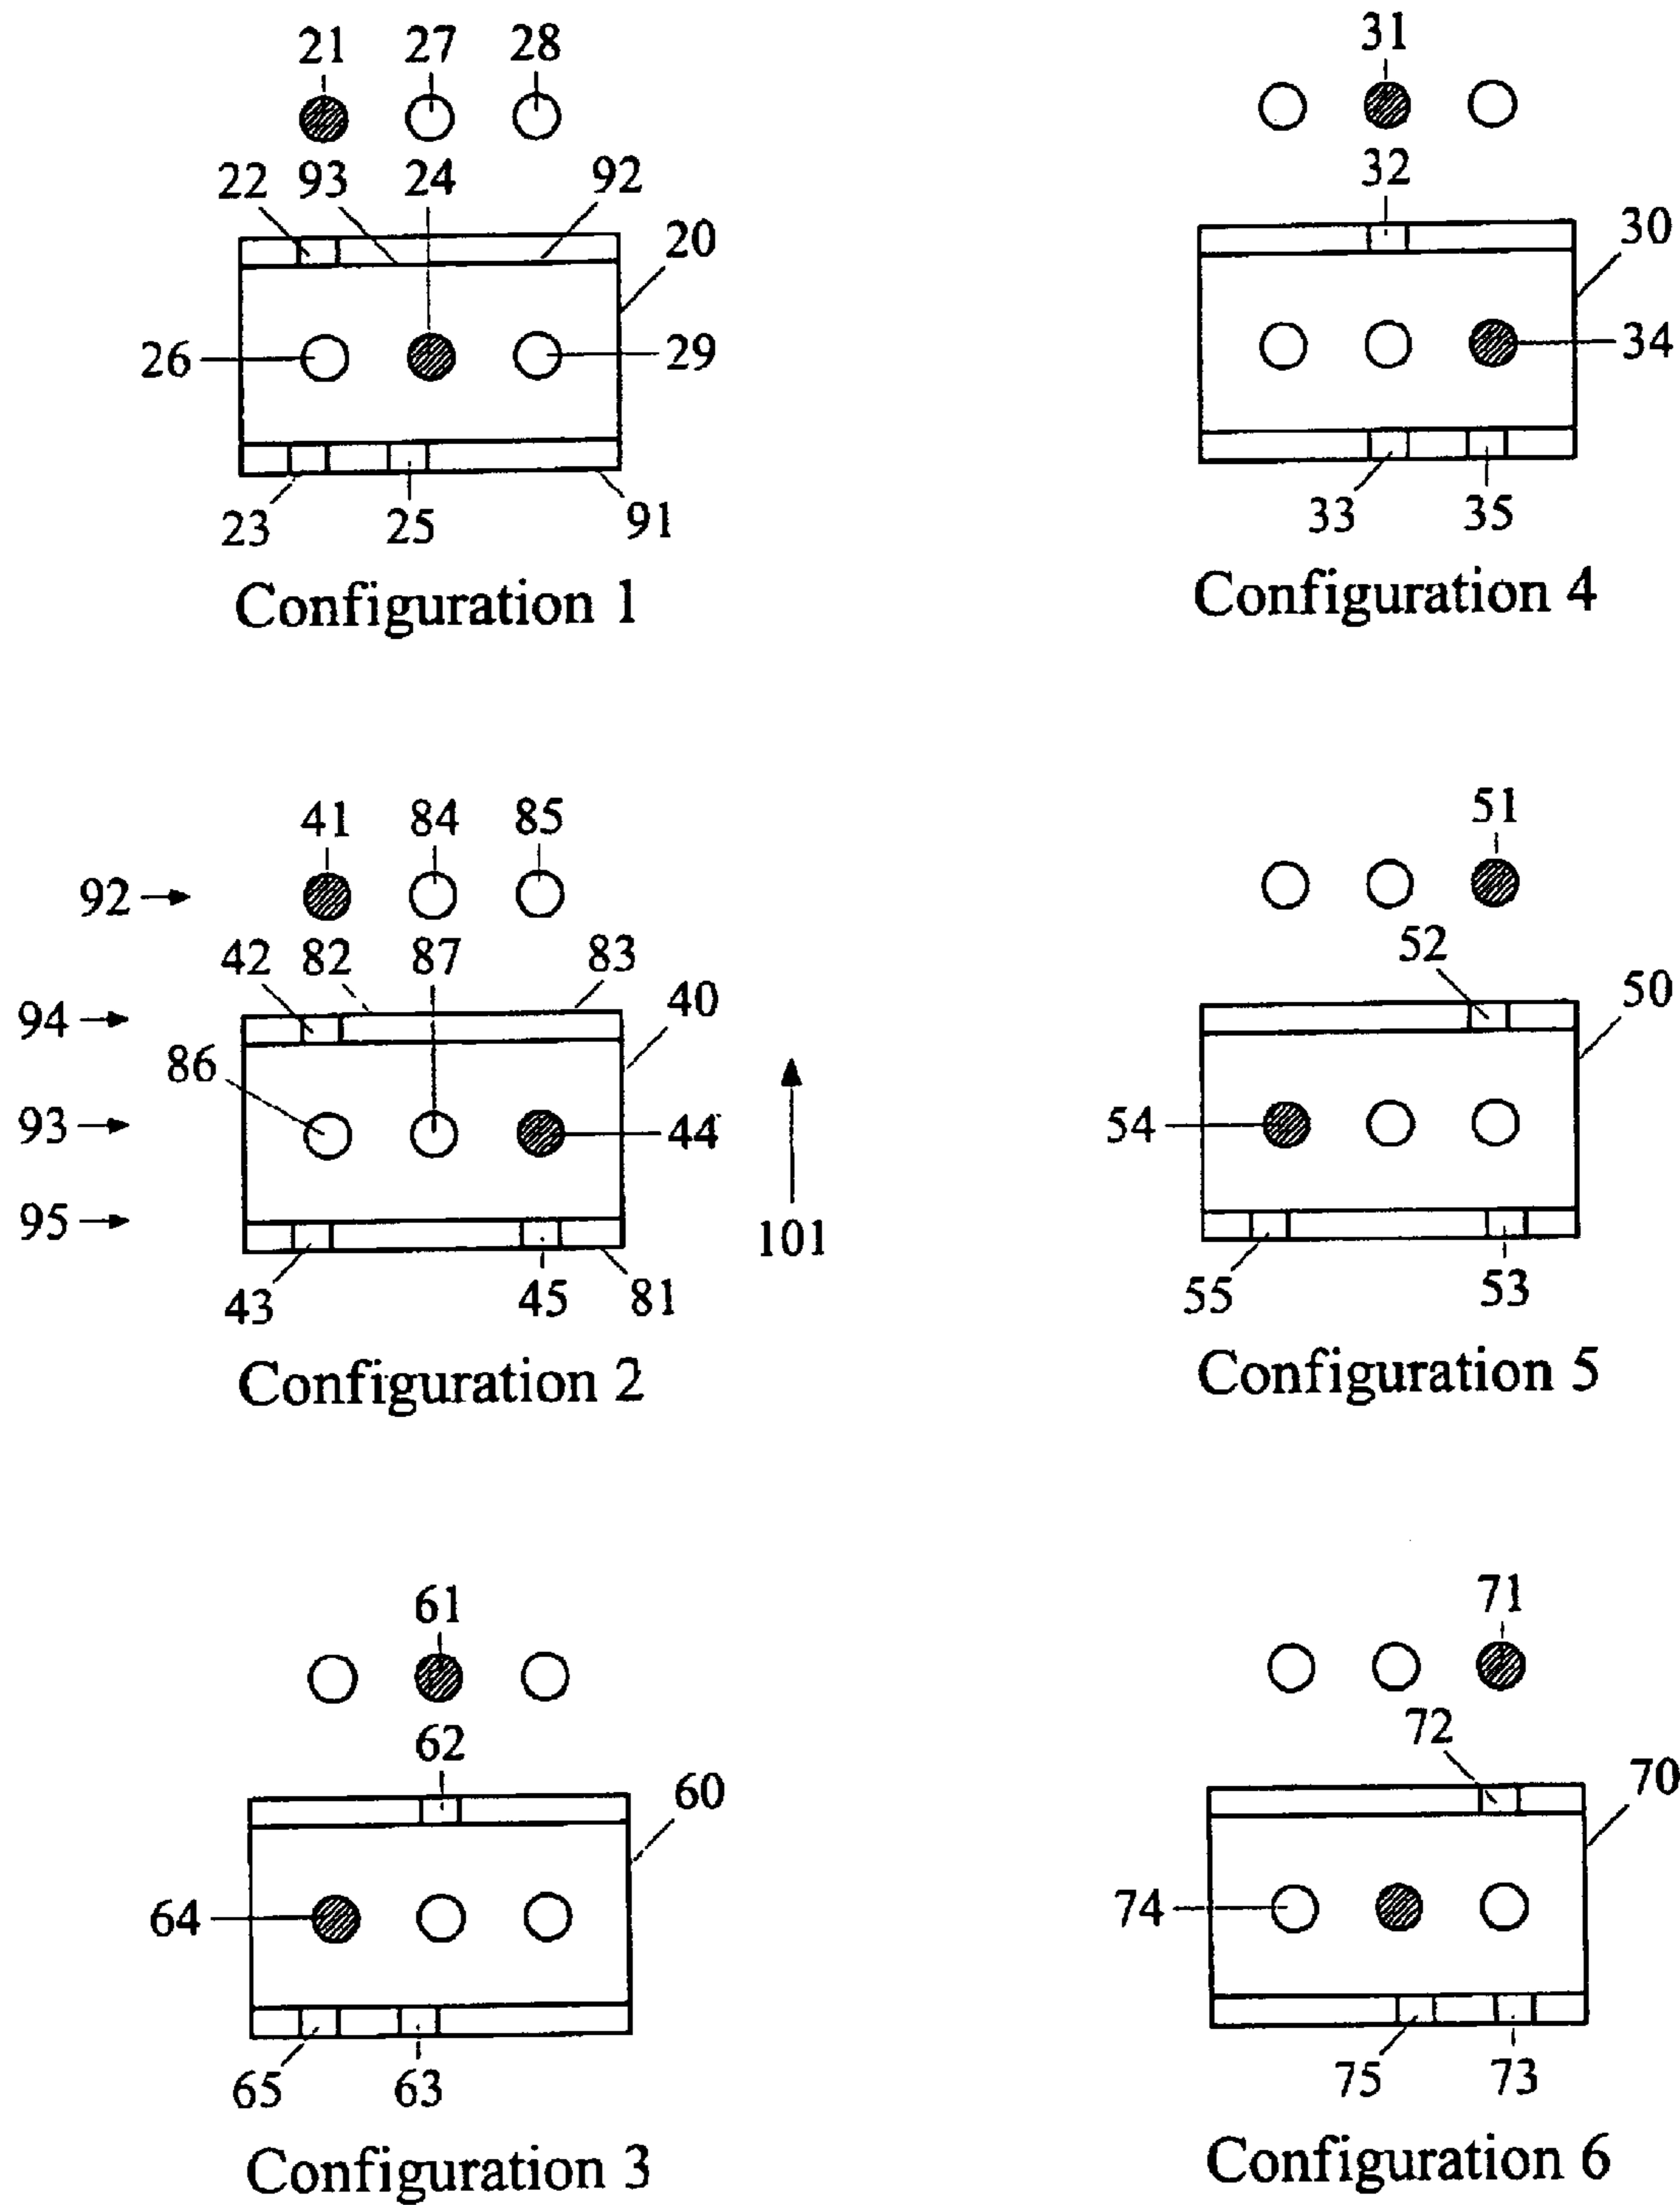 21 27 28
22 93 24 92
20
26 29
23 25 91
Configuration 1
31
32
30
34
33 35
Configuration 4
41 84 85
92
42 82 87 83
94 40
86
93 44
95
101
43 45 81
Configuration 2
51
52
50
54
55 53
Configuration 5
61
62
60
64
65 63
Configuration 3
71
72
70
74
75 73
Configuration 6